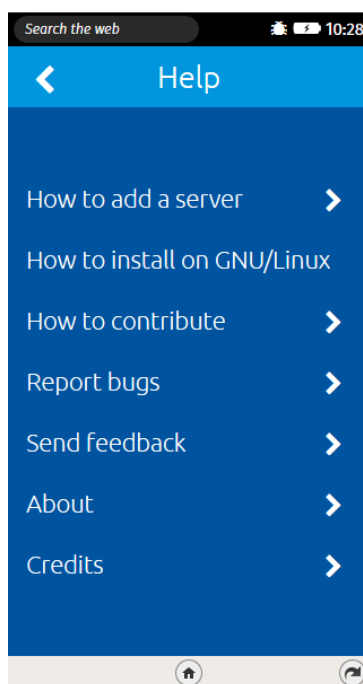 Search the web
10:28
Help
How to add a server
How to install on GNU/Linux
How to contribute
Report bugs
Send feedback
About
Credits